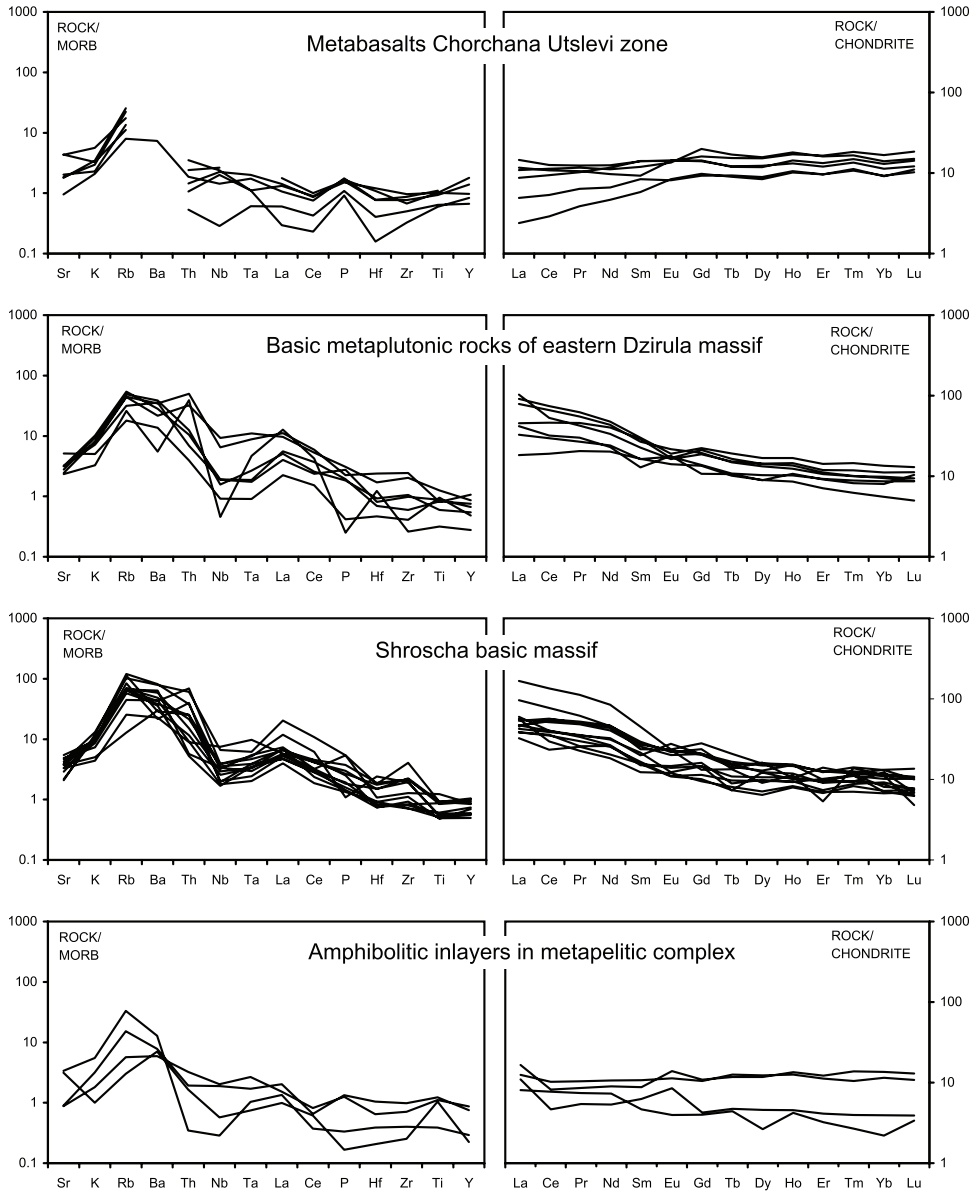 1000 1000
ROCK/ ROCK/
MORB Metabasalts Chorchana Utslevi zone CHONDRITE
100 100
10 10
1
0.1 1
Sr K Rb Ba Th Nb Ta La Ce P Hf Zr Ti Y La Ce Pr Nd Sm Eu Gd Tb Dy Ho Er Tm Yb Lu
1000 1000
ROCK/ ROCK/
MORB Basic metaplutonic rocks of eastern Dzirula massif CHONDRITE
100 100
10 10
1
0.1 1
Sr K Rb Ba Th Nb Ta La Ce P Hf Zr Ti Y La Ce Pr Nd Sm Eu Gd Tb Dy Ho Er Tm Yb Lu
1000 1000
ROCK/ ROCK/
MORB Shroscha basic massif CHONDRITE
100 100
10 10
1
0.1 1
Sr K Rb Ba Th Nb Ta La Ce P Hf Zr Ti Y La Ce Pr Nd Sm Eu Gd Tb Dy Ho Er Tm Yb Lu
1000 1000
ROCK/ ROCK/
MORB Amphibolitic inlayers in metapelitic complex CHONDRITE
100 100
10 10
1
0.1 1
Sr K Rb Ba Th Nb Ta La Ce P Hf Zr Ti Y La Ce Pr Nd Sm Eu Gd Tb Dy Ho Er Tm Yb Lu